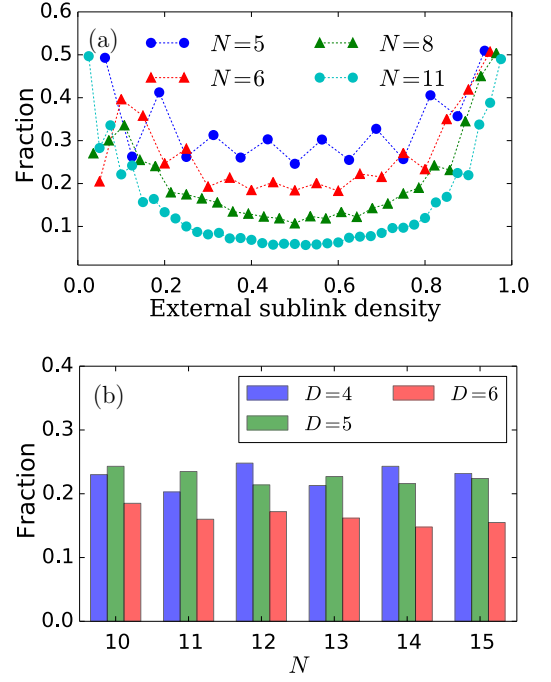 0.6
(a)
N=5
N=8
0.5
N=6
N=11
0.4
0.3
0.2
0.1
Fraction
0.0 0.2 0.4 0.6 0.8 1.0
External sublink density
0.4
(b)
D=4
D=6
D=5
0.3
0.2
0.1
0.0
Fraction
10 11 12 13 14 15
N